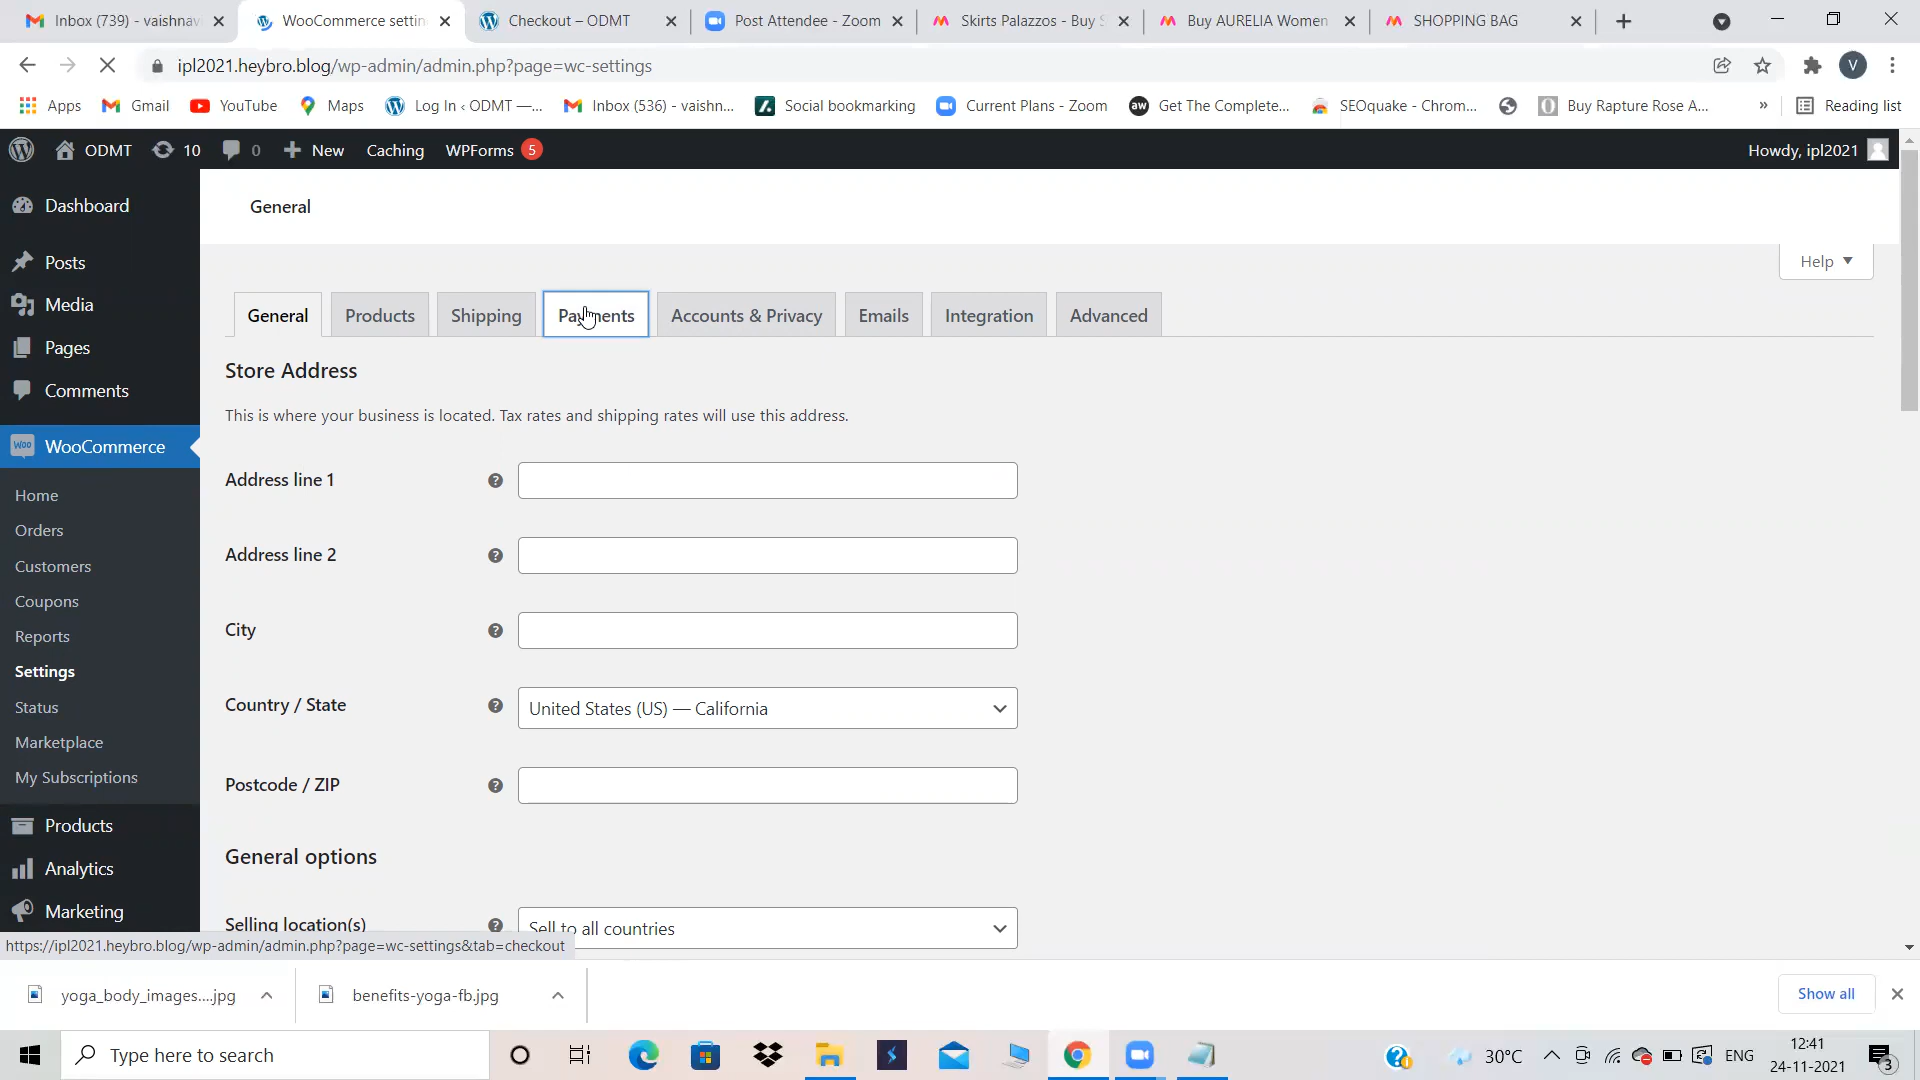 Inbox (739) - vaishnav
WooCommerce settin
Checkout – ODMT
Post Attendee - Zoom
Skirts Palazzos - Buy S
Buy AURELIA Women
SHOPPING BAG
ipl2021.heybro.blog/wp-admin/admin.php?page=wc-settings
V
Apps
Gmail
YouTube
Maps
Log In ‹ ODMT —...
Inbox (536) - vaishn...
Social bookmarking
Current Plans - Zoom
aw
Get The Complete...
SEOquake - Chrom...
Buy Rapture Rose A...
»
Reading list
ODMT
10
0
New
Caching
WPForms 5
Howdy, ipl2021
Dashboard
Posts
Media
Pages
Comments
Woo WooCommerce
Home
Orders
Customers
Coupons
Reports
Settings
Status
Marketplace
My Subscriptions
Products
Analytics
Marketing
General
Help
General
Products
Shipping
Payments
Accounts & Privacy
Emails
Integration
Advanced
Store Address
This is where your business is located. Tax rates and shipping rates will use this address.
Address line 1
Address line 2
City
Country / State
United States (US) — California
Postcode / ZIP
General options
Selling location(s)
Sell to all countries
https://ipl2021.heybro.blog/wp-admin/admin.php?page=wc-settings&tab=checkout
yoga_body_images....jpg
benefits-yoga-fb.jpg
Show all
Type here to search
30°C
ENG
12:41
24-11-2021
3